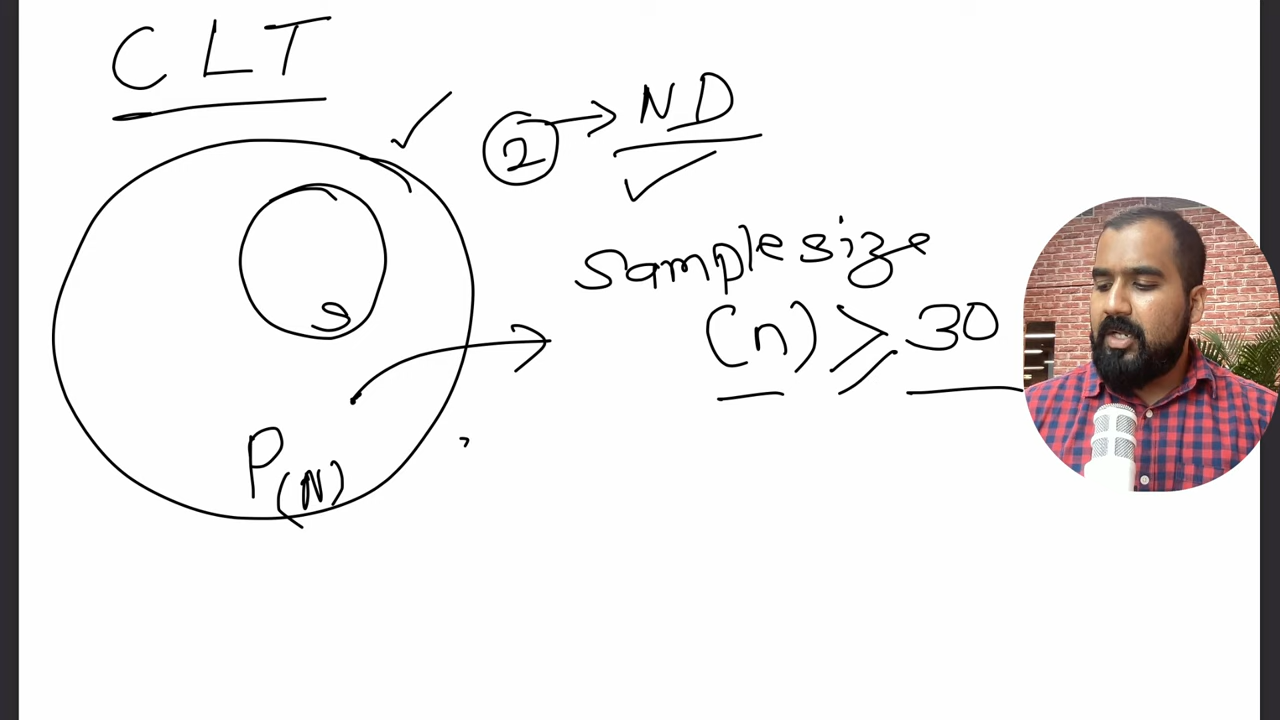 CLT
2 → ND
Sample size
(n) ≥ 30
S
P(N)